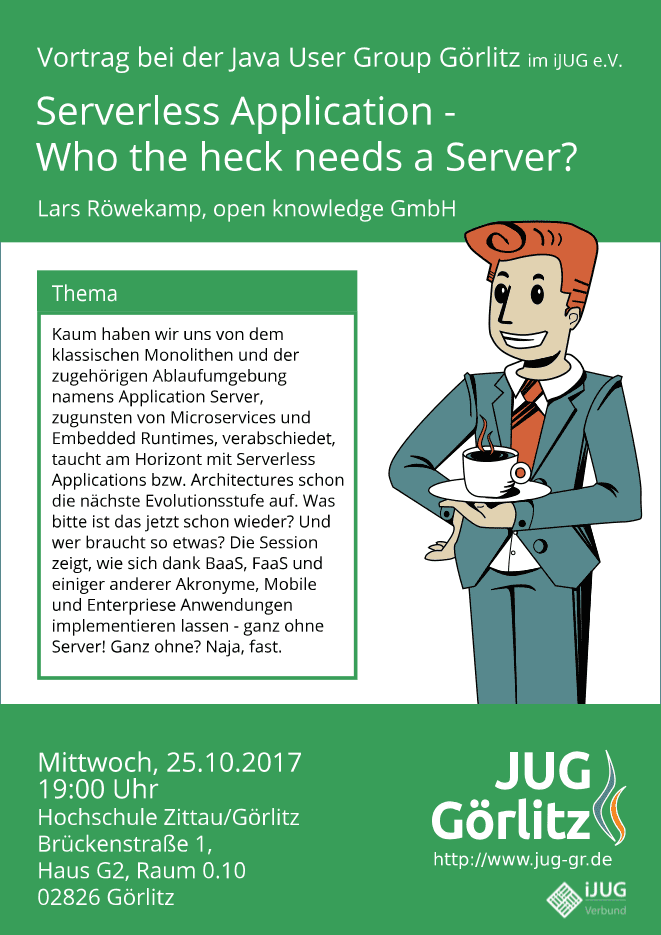 Vortrag bei der Java User Group Görlitz im iJUG e.V.
Serverless Application -
Who the heck needs a Server?
Lars Röwekamp, open knowledge GmbH
Thema
Kaum haben wir uns von dem
klassischen Monolithen und der
zugehörigen Ablaufumgebung
namens Application Server,
zugunsten von Microservices und
Embedded Runtimes, verabschiedet,
taucht am Horizont mit Serverless
Applications bzw. Architectures schon
die nächste Evolutionsstufe auf. Was
bitte ist das jetzt schon wieder? Und
wer braucht so etwas? Die Session
zeigt, wie sich dank BaaS, FaaS und
einiger anderer Akronyme, Mobile
und Enterpriese Anwendungen
implementieren lassen - ganz ohne
Server! Ganz ohne? Naja, fast.
Mittwoch, 25.10.2017
19:00 Uhr
Hochschule Zittau/Görlitz
Brückenstraße 1,
Haus G2, Raum 0.10
02826 Görlitz
JUG
Görlitz
http://www.jug-gr.de
iJUG
Verbund